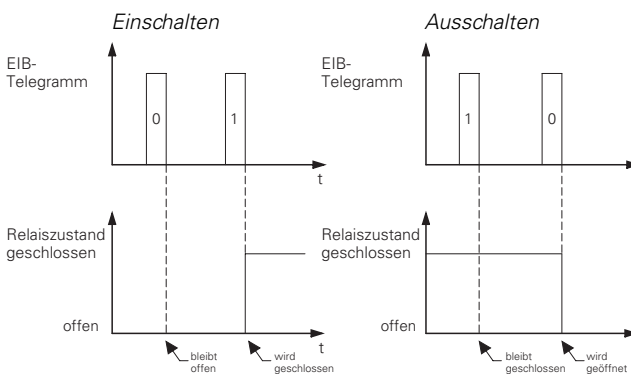 Einschalten
EIB-
Telegramm
0
1
t
Relaiszustand
geschlossen
offen
bleibt
offen
wird
geschlossen
t
Ausschalten
EIB-
Telegramm
1
0
Relaiszustand
geschlossen
offen
bleibt
geschlossen
wird
geöffnet